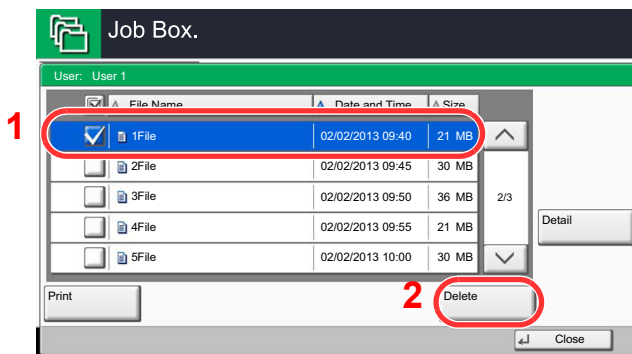 Job Box.
User: User 1
File Name Date and Time Size
1 1File 02/02/2013 09:40 21 MB
2File 02/02/2013 09:45 30 MB
3File 02/02/2013 09:50 36 MB 2/3
4File 02/02/2013 09:55 21 MB
Detail
5File 02/02/2013 10:00 30 MB
Print 2 Delete
Close